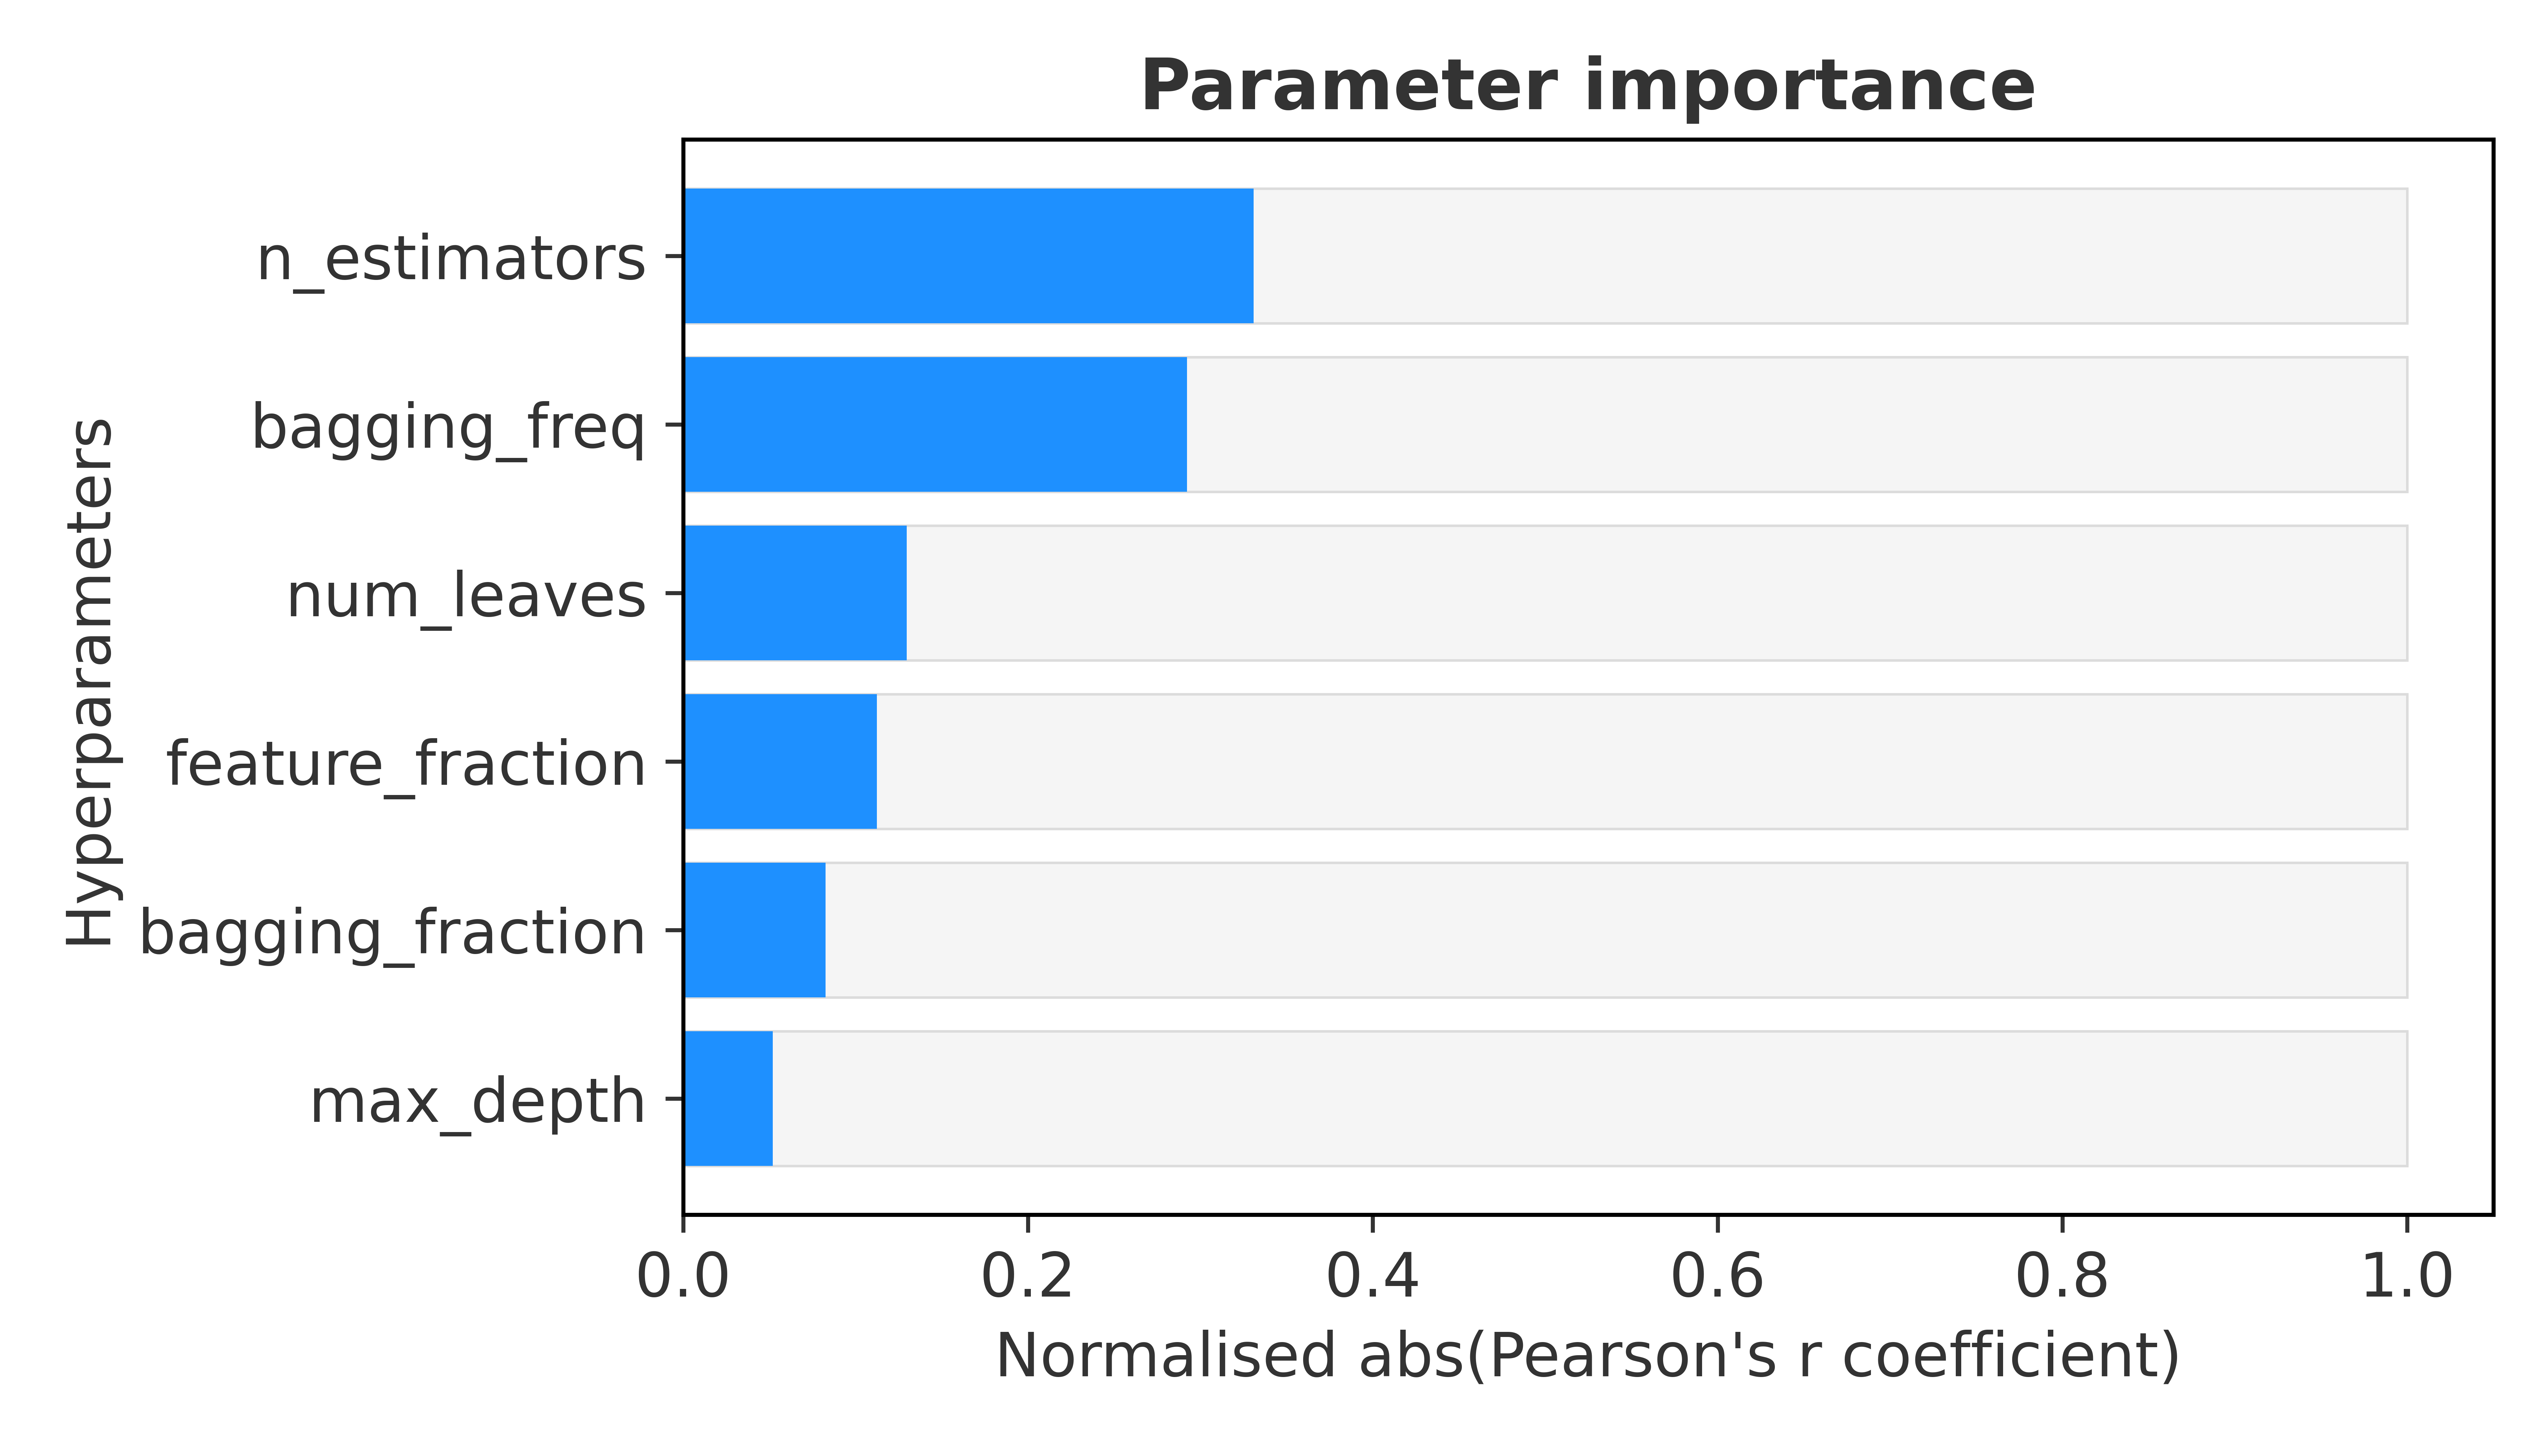 Parameter importance
Hyperparameters
n_estimators
bagging_freq
num_leaves
feature_fraction
bagging_fraction
max_depth
0.0 0.2 0.4 0.6 0.8 1.0
Normalised abs(Pearson's r coefficient)